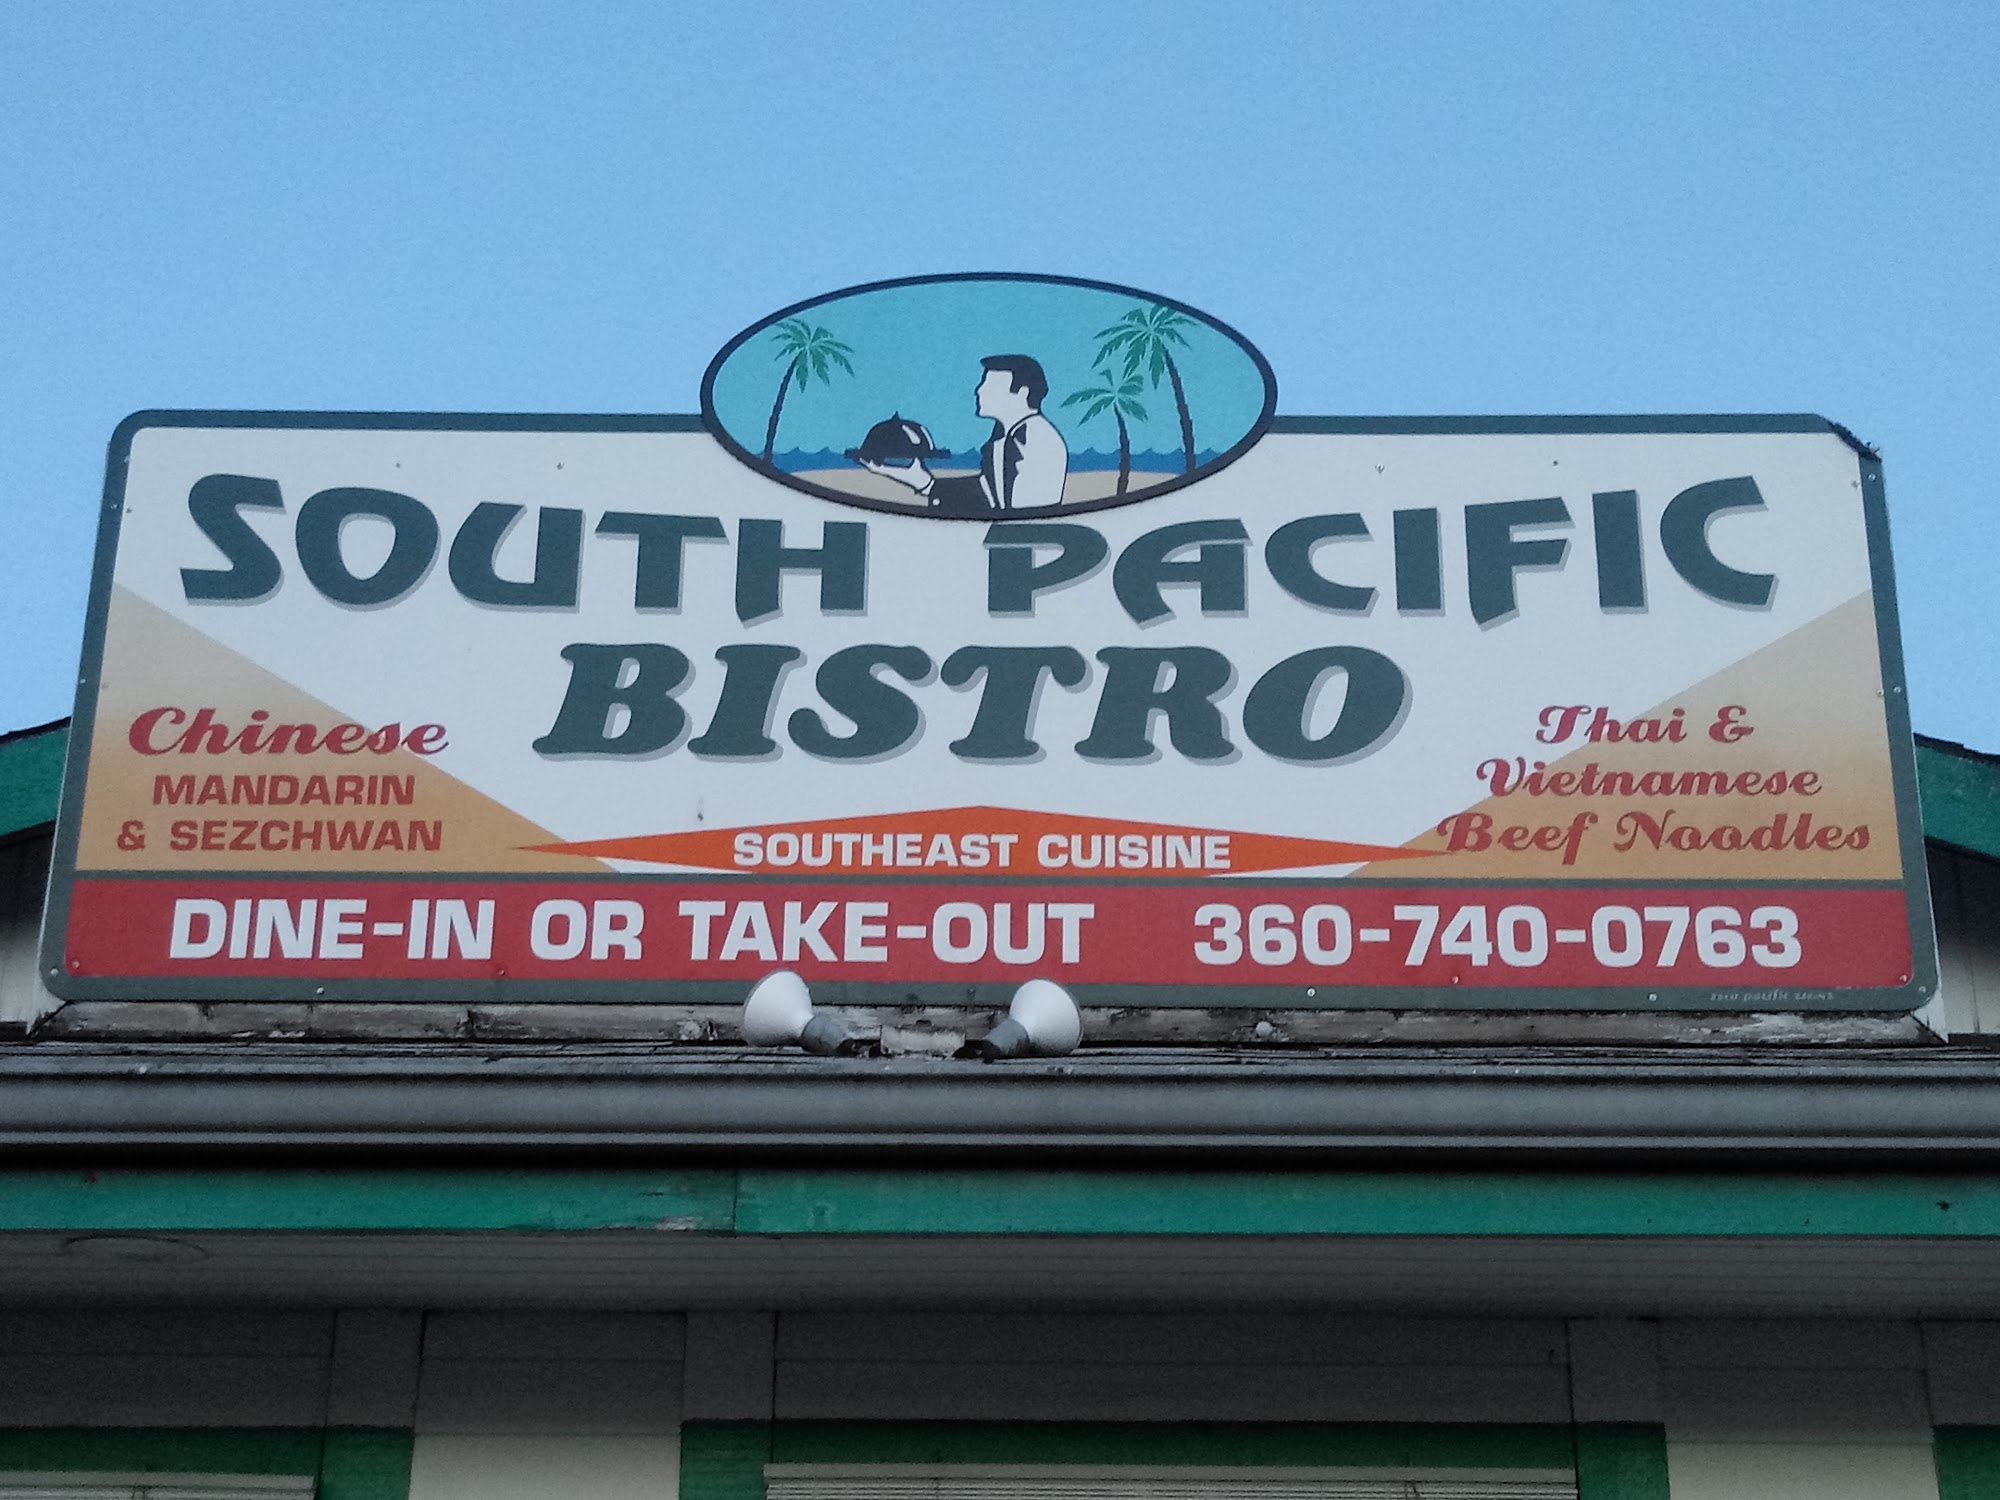 SOUTH PACIFIC
BISTRO
Chinese
MANDARIN
& SEZCHWAN
Thai &
Vietnamese
Beef Noodles
SOUTHEAST CUISINE
DINE-IN OR TAKE-OUT 360-740-0763